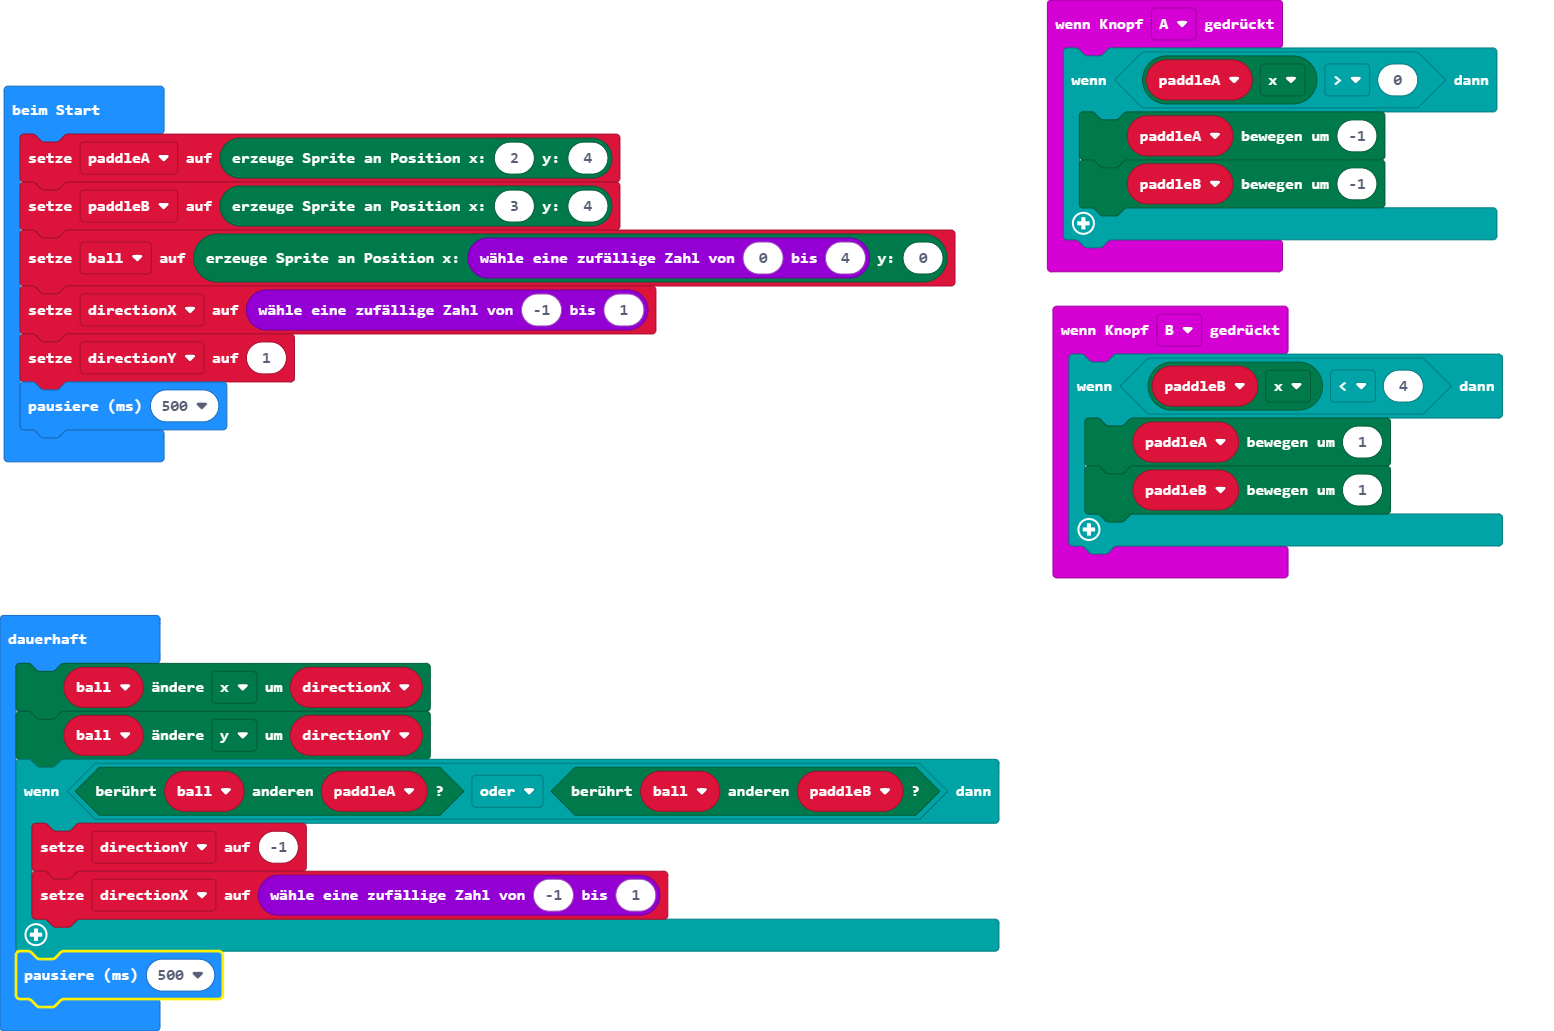 beim Start
setze paddleA auf erzeuge Sprite an Position x: 2 y: 4
setze paddleB auf erzeuge Sprite an Position x: 3 y: 4
setze ball auf erzeuge Sprite an Position x: wähle eine zufällige Zahl von 0 bis 4 y: 0
setze directionX auf wähle eine zufällige Zahl von -1 bis 1
setze directionY auf 1
pausiere (ms) 500
wenn Knopf A gedrückt
wenn paddleA x > 0 dann
paddleA bewegen um -1
paddleB bewegen um -1
wenn Knopf B gedrückt
wenn paddleB x < 4 dann
paddleA bewegen um 1
paddleB bewegen um 1
dauerhaft
ball ändere x um directionX
ball ändere y um directionY
wenn berührt ball anderen paddleA ? oder berührt ball anderen paddleB ? dann
setze directionY auf -1
setze directionX auf wähle eine zufällige Zahl von -1 bis 1
pausiere (ms) 500